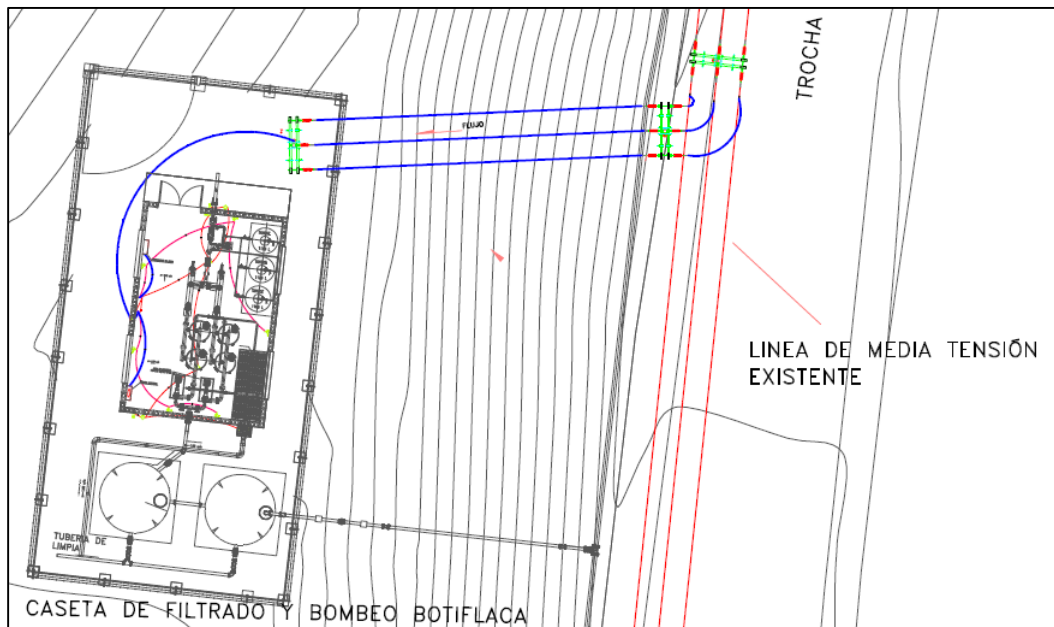 TROCHA
FLUJO
LINEA DE MEDIA TENSIÓN
EXISTENTE
TUBERIA DE
LIMPIA
CASETA DE FILTRADO Y BOMBEO BOTIFLACA